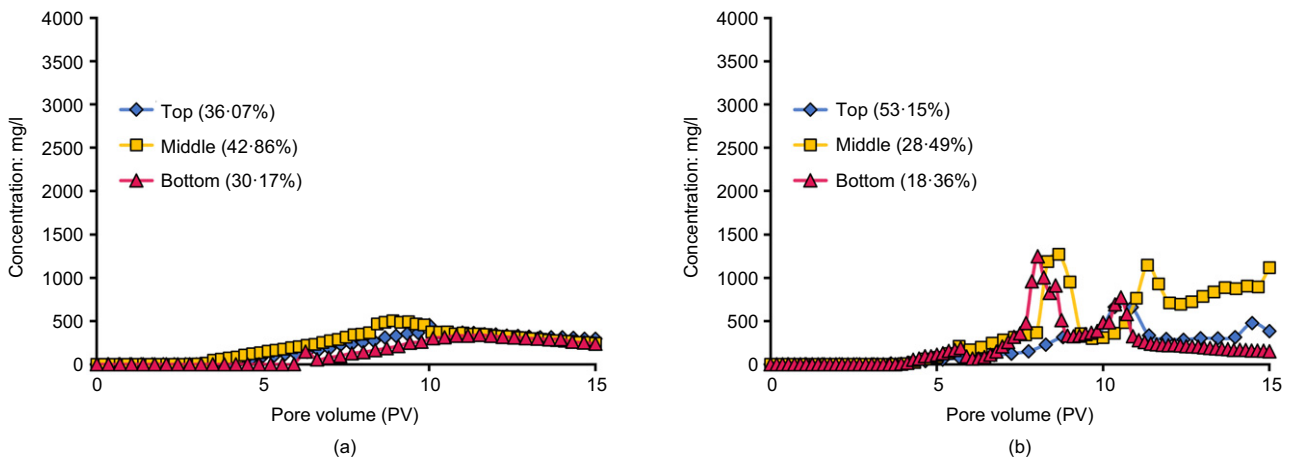 4000
3500
3000
2500
2000
1500
1000
500
0
Concentration: mg/l
Top (36·07%)
Middle (42·86%)
Bottom (30·17%)
0
5
10
15
Pore volume (PV)
(a)
4000
3500
3000
2500
2000
1500
1000
500
0
Concentration: mg/l
Top (53·15%)
Middle (28·49%)
Bottom (18·36%)
0
5
10
15
Pore volume (PV)
(b)